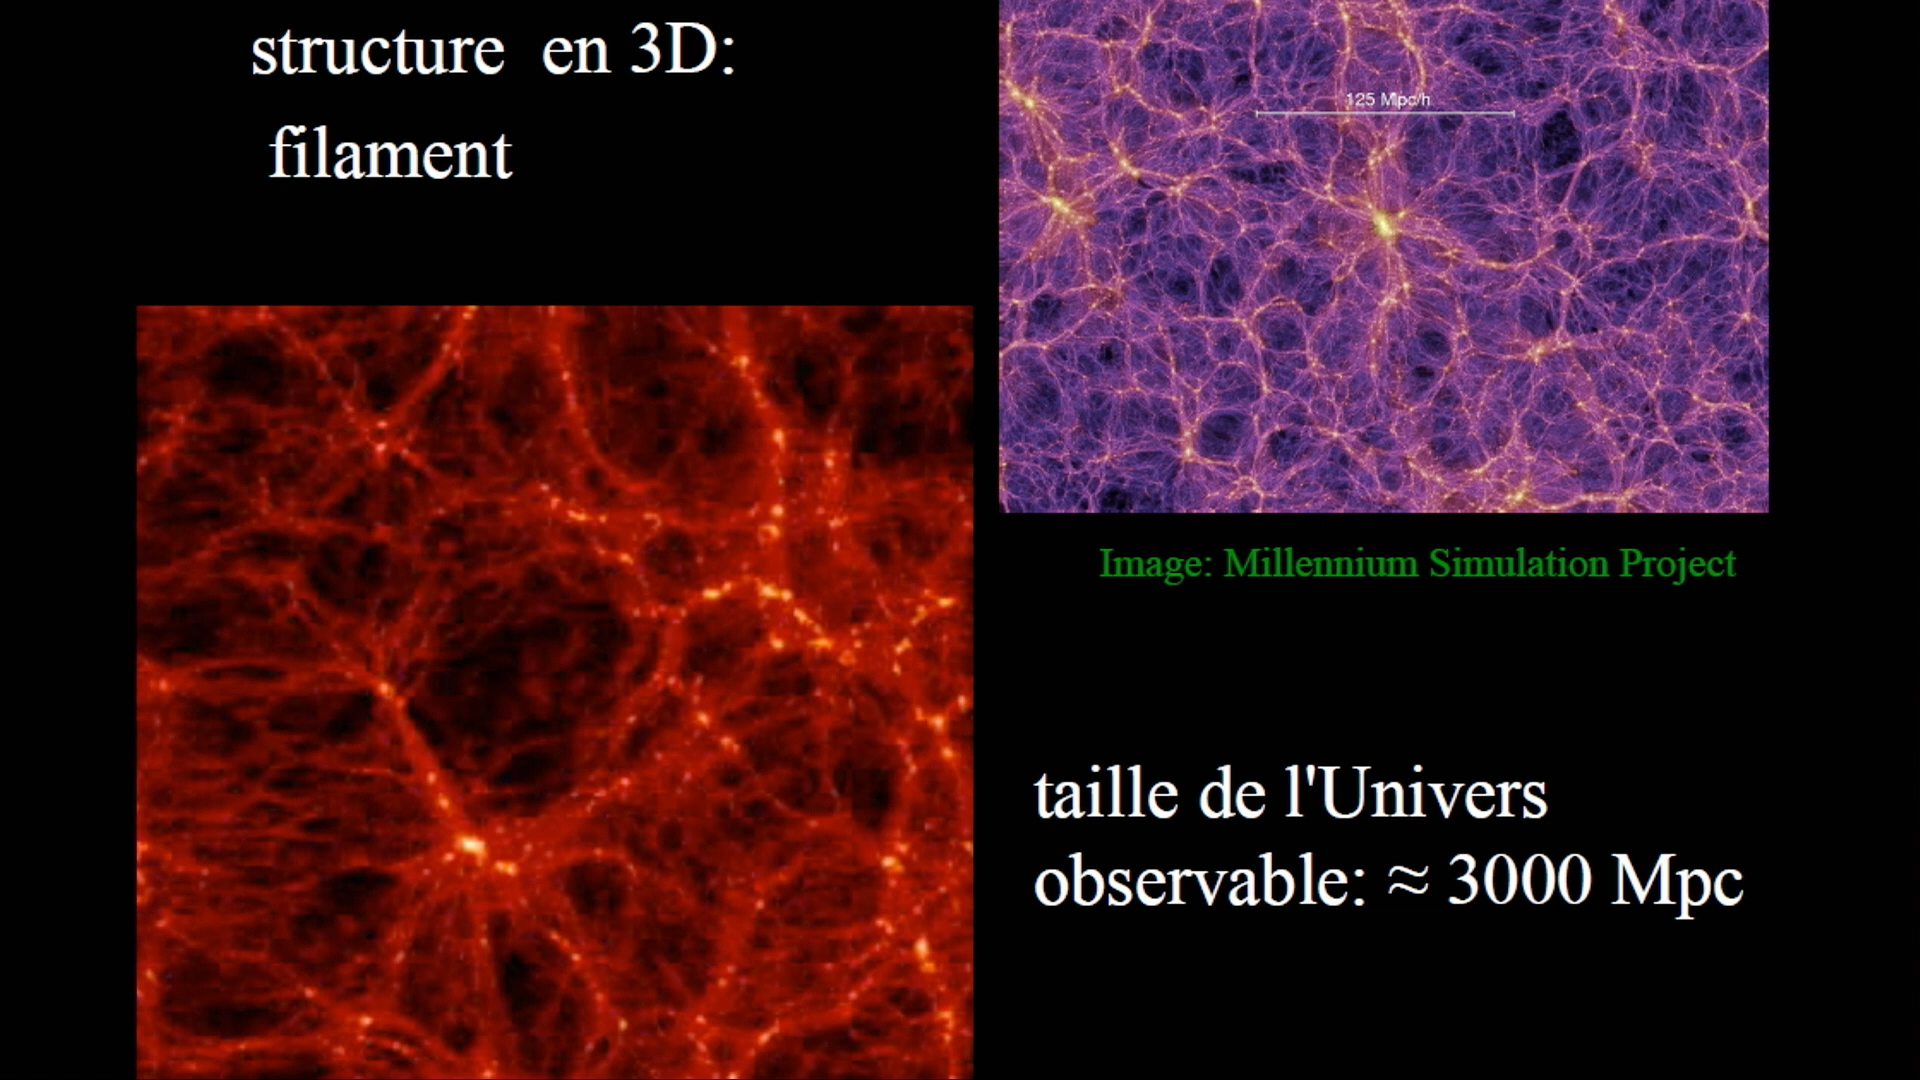 structure en 3D:
filament
125 Mpc/h
Image: Millennium Simulation Project
taille de l'Univers
observable: ≈ 3000 Mpc